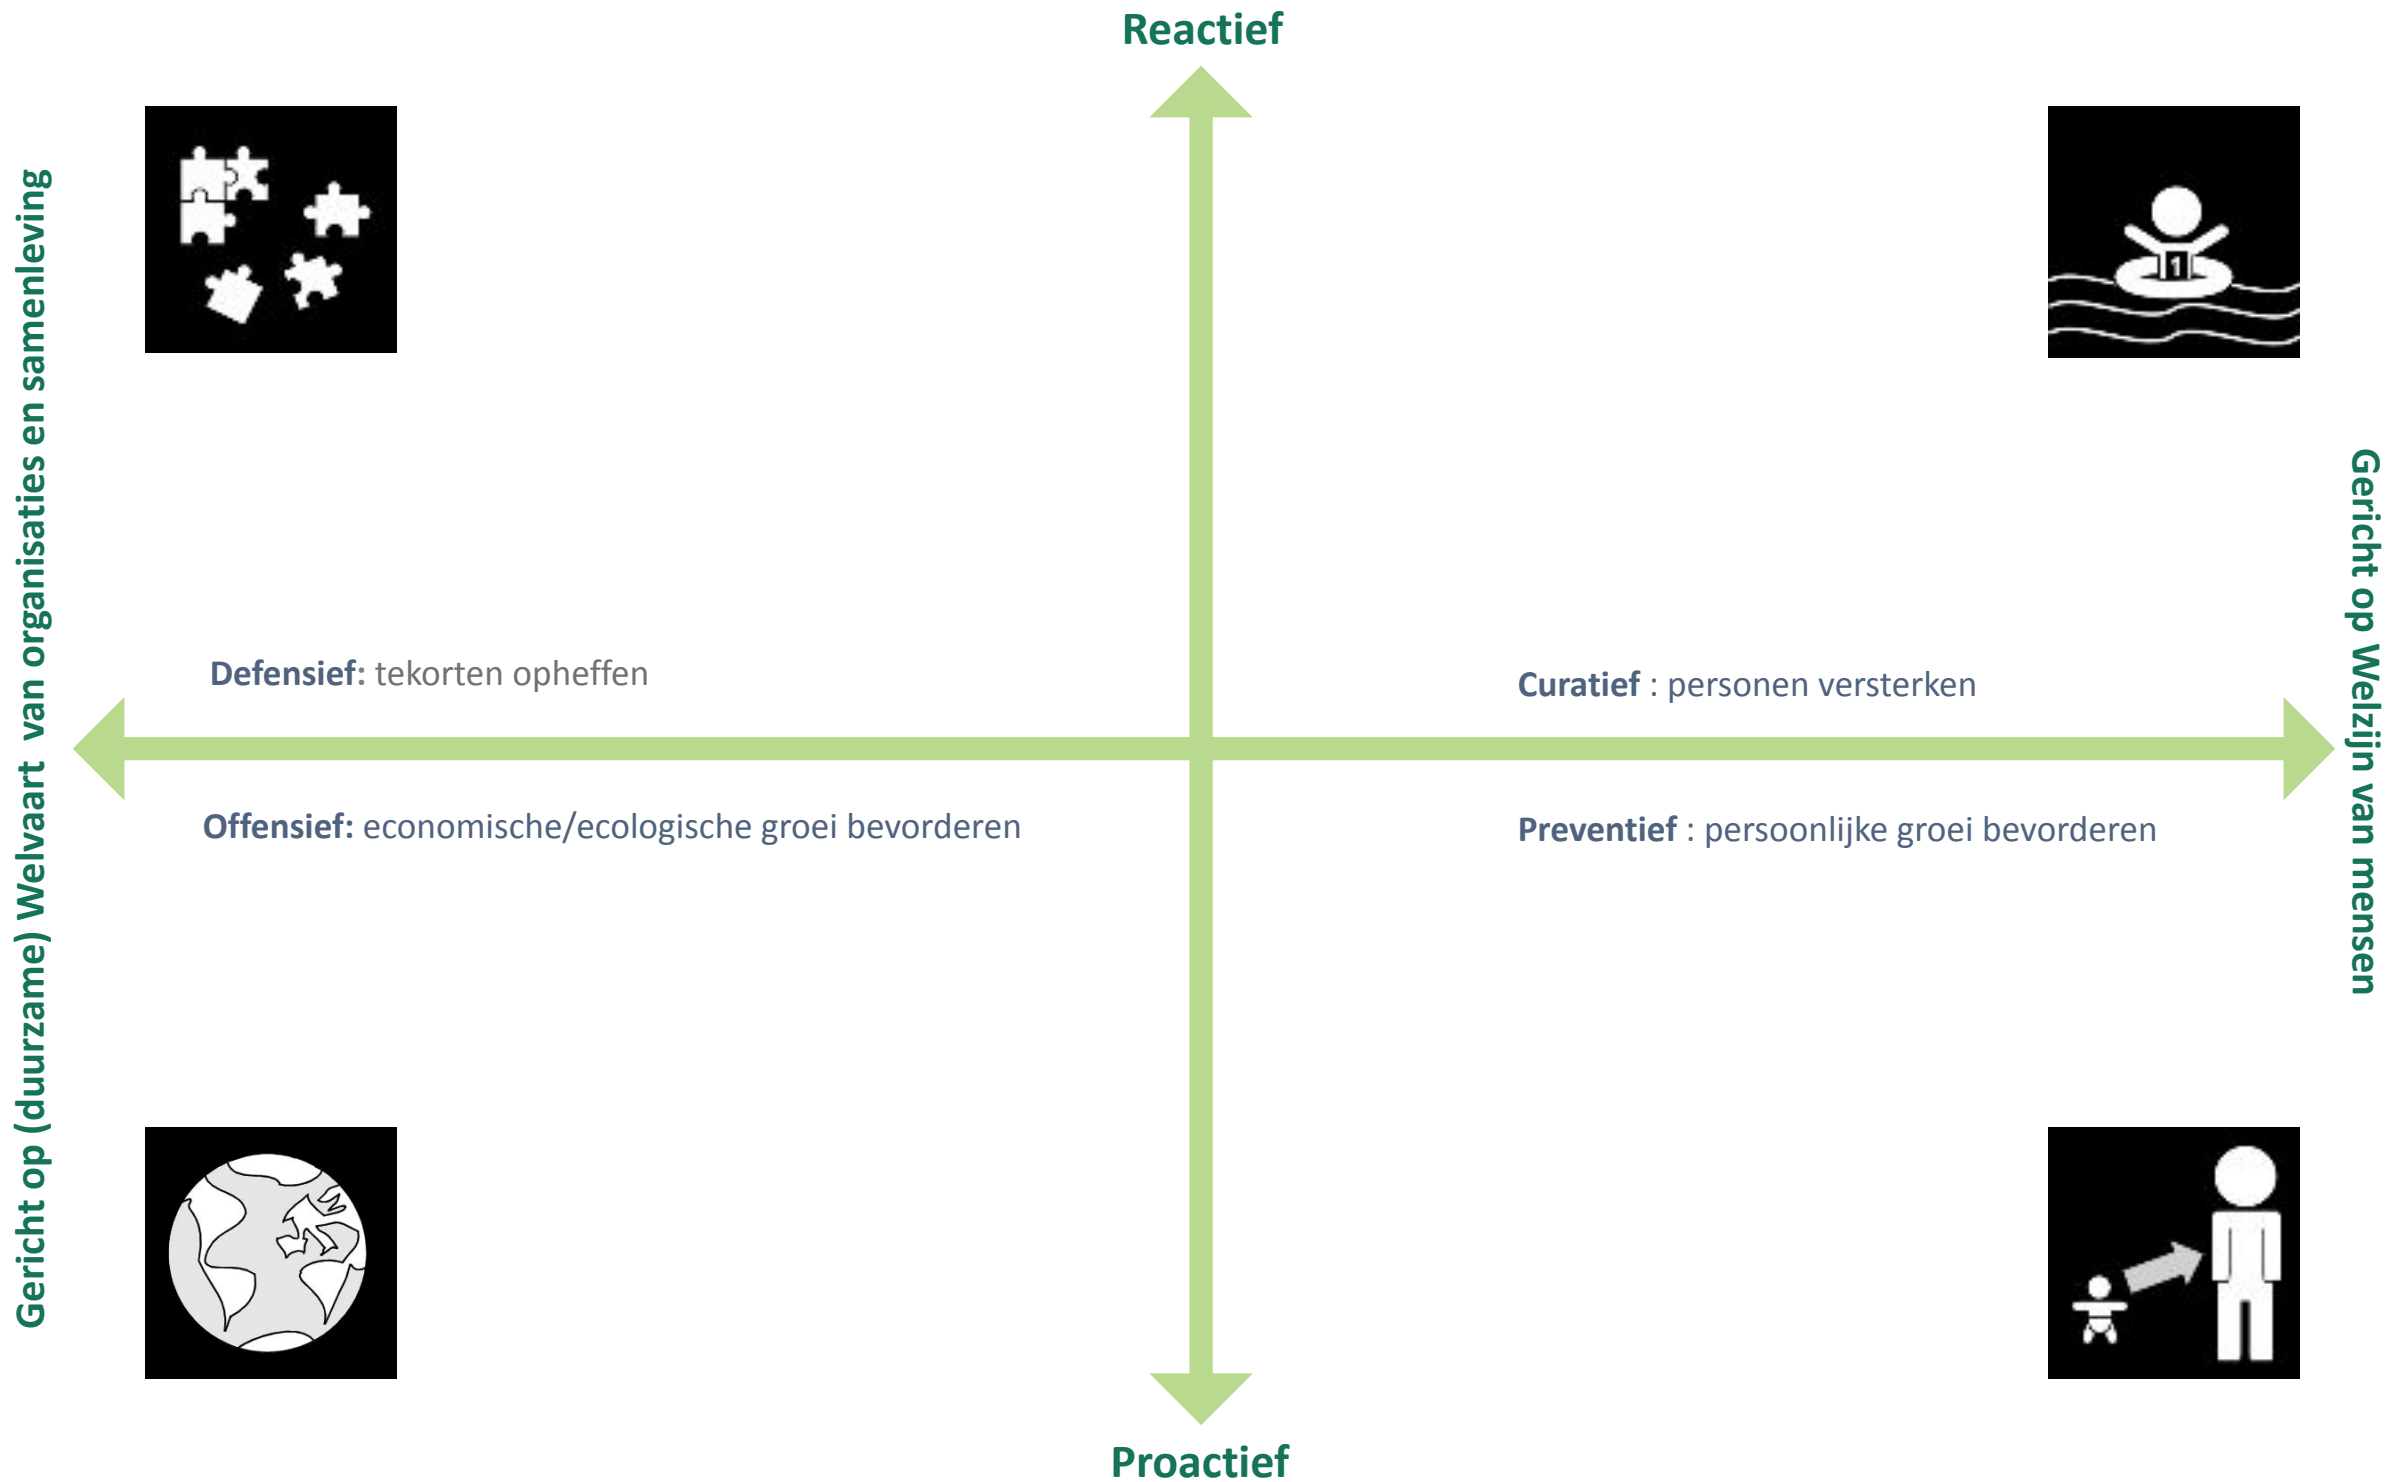 Reactief
Gericht op (duurzame) Welvaart van organisaties en samenleving
1
Gericht op Welzijn van mensen
Defensief: tekorten opheffen
Curatief : personen versterken
Offensief: economische/ecologische groei bevorderen
Preventief : persoonlijke groei bevorderen
Proactief